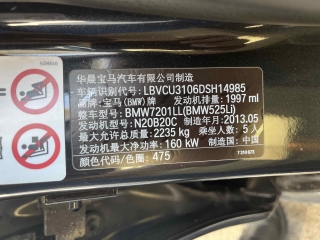 华晨宝马汽车有限公司制造
车辆识别代号: LBVCU3106DSH14985
品牌: 宝马(BMW)牌 发动机排量: 1997 ml
整车型号: BMW7201LL(BMW525Li)
发动机型号: N20B20C 制造年月: 2013.05
最大允许总质量: 2235 kg 乘坐人数: 5 人
发动机最大净功率: 160 kW 制造国: 中国
颜色代码/色图: 475